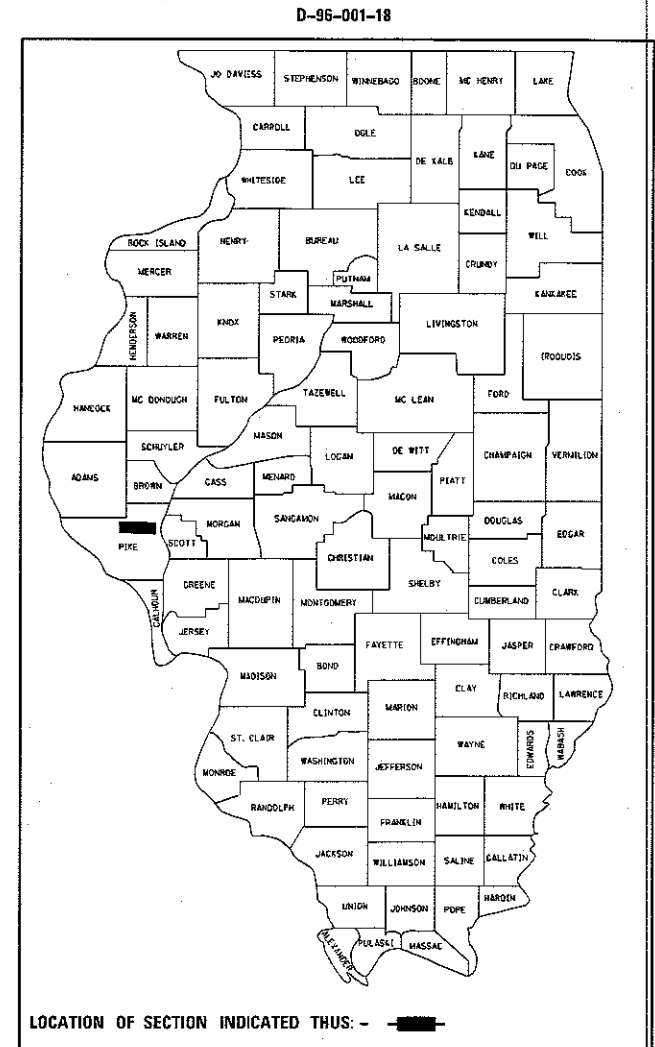 D-96-001-18
JO DAVIESS STEPHENSON WINNEBAGO BOONE MC HENRY LAKE
CARROLL OGLE
DE KALB KANE DU PAGE COOK
WHITESIDE LEE
KENDALL WILL
ROCK ISLAND HENRY BUREAU LA SALLE
MERCER PUTNAM GRUNDY
STARK KANKAKEE
MARSHALL
HENDERSON WARREN KNOX PEORIA WOODFORD LIVINGSTON
IROQUOIS
HANCOCK MC DONOUGH FULTON TAZEWELL MC LEAN FORD
MASON
SCHUYLER LOGAN DE WITT CHAMPAIGN VERMILION
ADAMS BROWN CASS MENARD PIATT
MACON
MORGAN SANGAMON DOUGLAS
PIKE SCOTT MOULTRIE EDGAR
CHRISTIAN COLES
GREENE SHELBY
CALHOUN MACOUPIN MONTGOMERY CUMBERLAND CLARK
JERSEY
FAYETTE EFFINGHAM JASPER CRAWFORD
BOND
MADISON CLAY
RICHLAND LAWRENCE
CLINTON MARION
ST. CLAIR WAYNE EDWARDS WABASH
WASHINGTON JEFFERSON
MONROE
RANDOLPH PERRY HAMILTON WHITE
FRANKLIN
JACKSON WILLIAMSON SALINE GALLATIN
HARDIN
UNION JOHNSON POPE
ALEXANDER PULASKI MASSAC
LOCATION OF SECTION INDICATED THUS: -